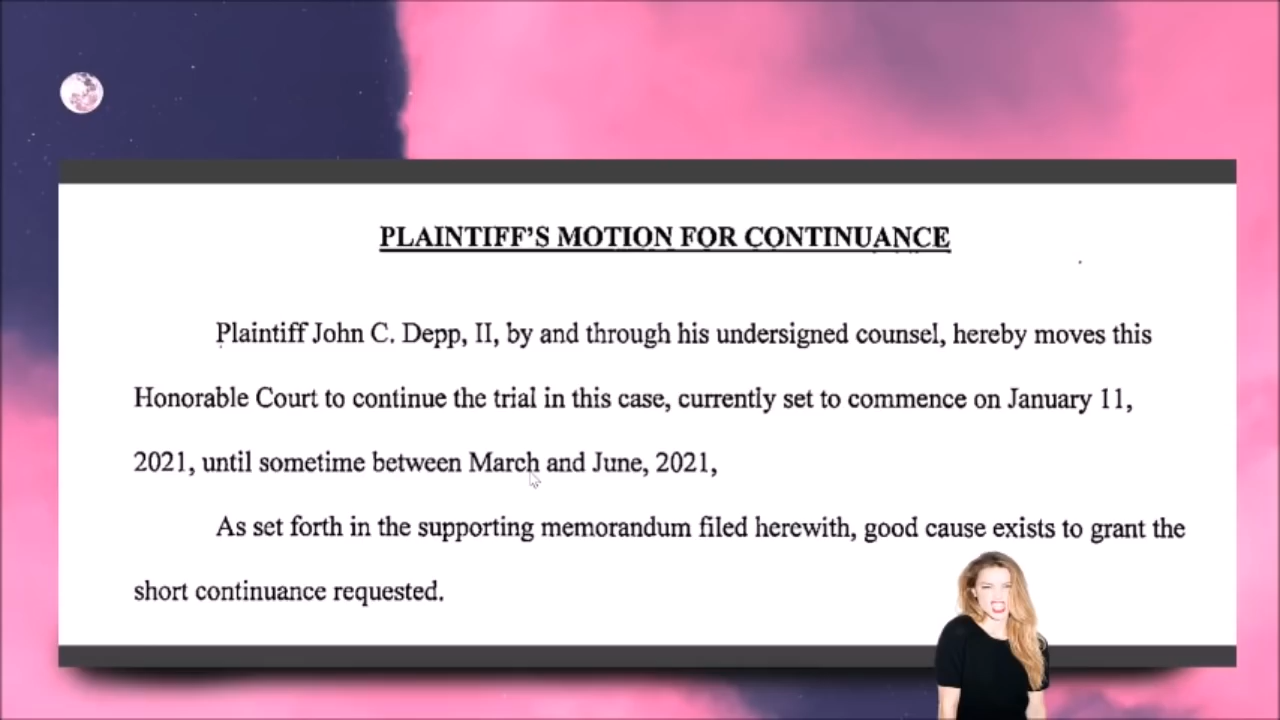 PLAINTIFF'S MOTION FOR CONTINUANCE
Plaintiff John C. Depp, II, by and through his undersigned counsel, hereby moves this
Honorable Court to continue the trial in this case, currently set to commence on January 11,
2021, until sometime between March and June, 2021,
As set forth in the supporting memorandum filed herewith, good cause exists to grant the
short continuance requested.